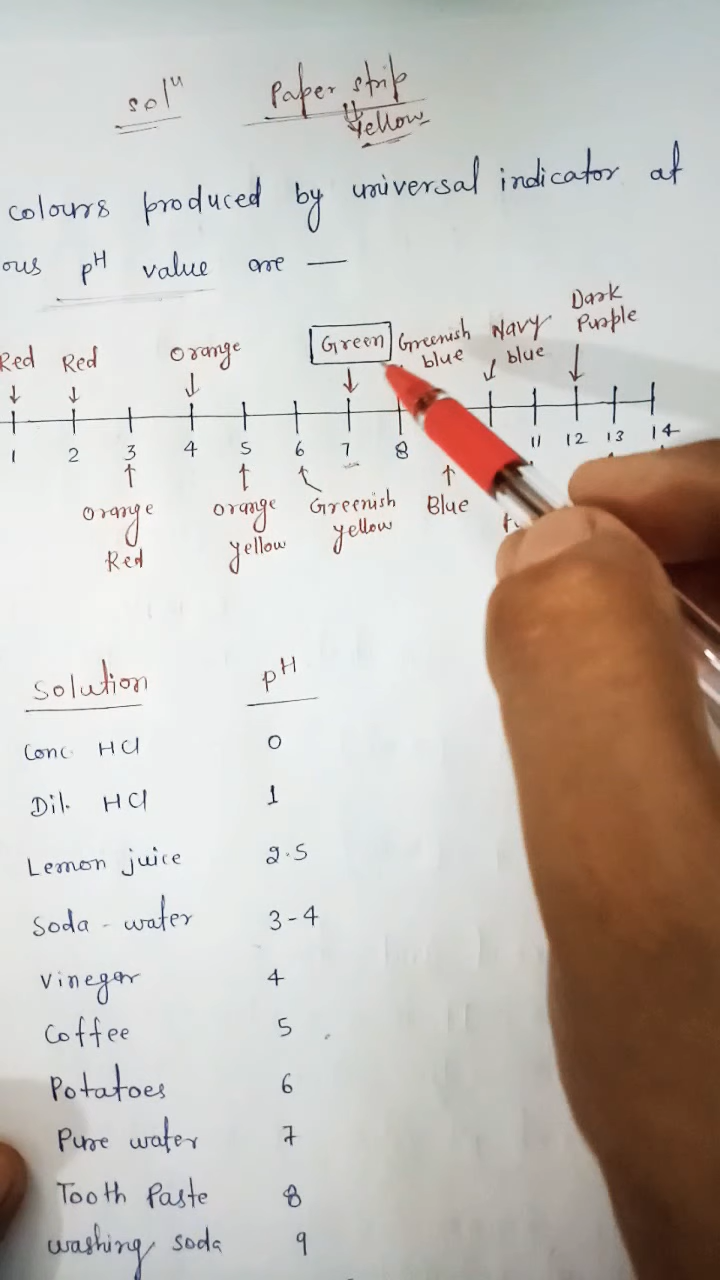 solⁿ Paper strip
Yellow
colours produced by universal indicator at
ous pH value are —
Dark
Purple
Red Red Orange Green Greenish
blue Navy
blue
1 2 3 4 5 6 7 8 11 12 13 14
Orange
Red Orange
yellow Greenish
yellow Blue
Solution pH
Conc. HCl 0
Dil. HCl 1
Lemon juice 2.5
Soda - water 3-4
Vinegar 4
Coffee 5
Potatoes 6
Pure water 7
Tooth Paste 8
washing soda 9